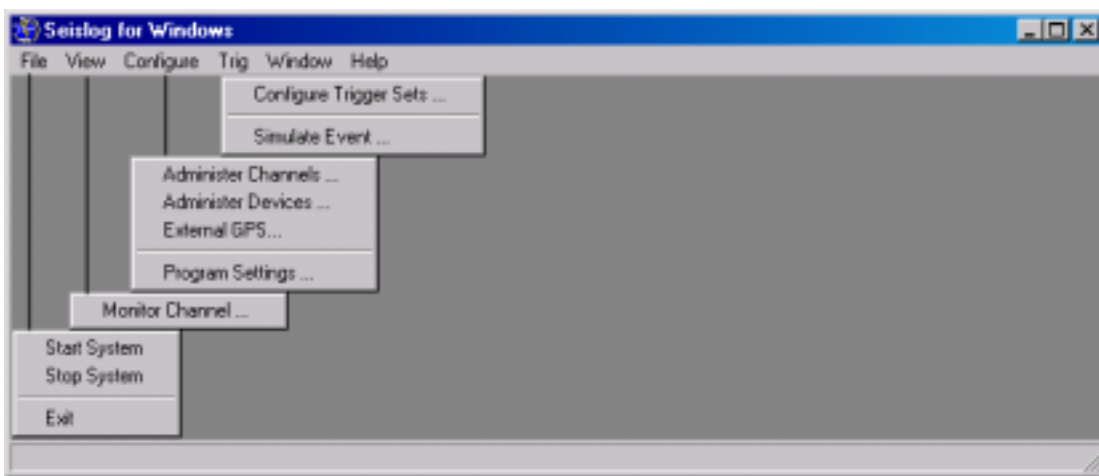 Seislog for Windows
File View Configure Trig Window Help
Configure Trigger Sets ...
Simulate Event ...
Administer Channels ...
Administer Devices ...
External GPS...
Program Settings ...
Monitor Channel ...
Start System
Stop System
Exit